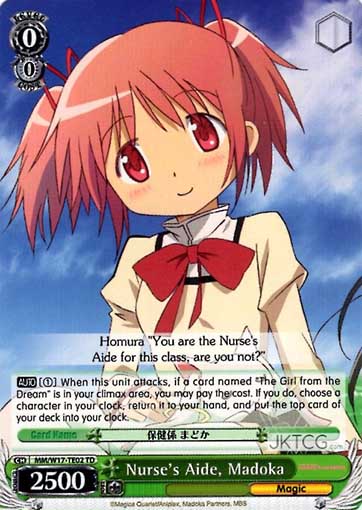 0
0
Homura "You are the Nurse's
Aide for this class, are you not?"
AUTO [①] When this unit attacks, if a card named "The Girl from the
Dream" is in your climax area, you may pay the cost. If you do, choose a
character in your clock, return it to your hand, and put the top card of
your deck into your clock.
Card Name
保健係 まどか
JKTCG.com
MM/W17-TE02 TD
Nurse's Aide, Madoka
2500
Magic
©Magica Quartet/Aniplex, Madoka Partners, MBS